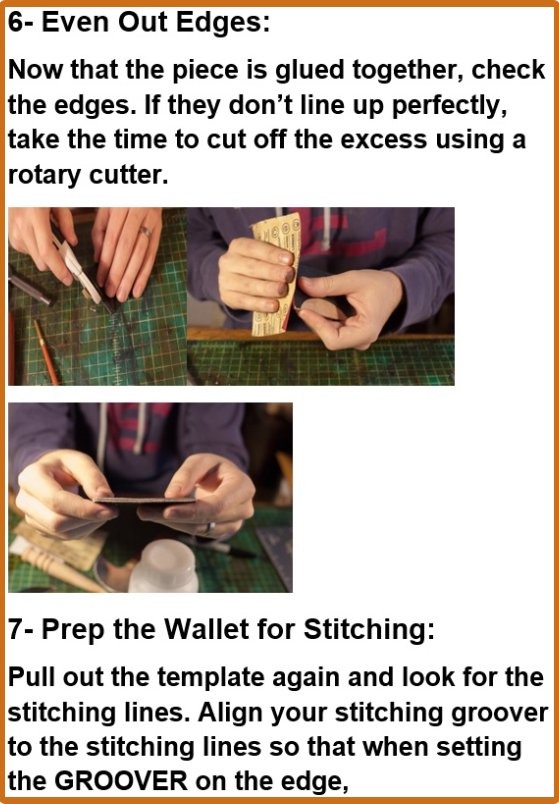 6- Even Out Edges:
Now that the piece is glued together, check
the edges. If they don’t line up perfectly,
take the time to cut off the excess using a
rotary cutter.
7- Prep the Wallet for Stitching:
Pull out the template again and look for the
stitching lines. Align your stitching groover
to the stitching lines so that when setting
the GROOVER on the edge,